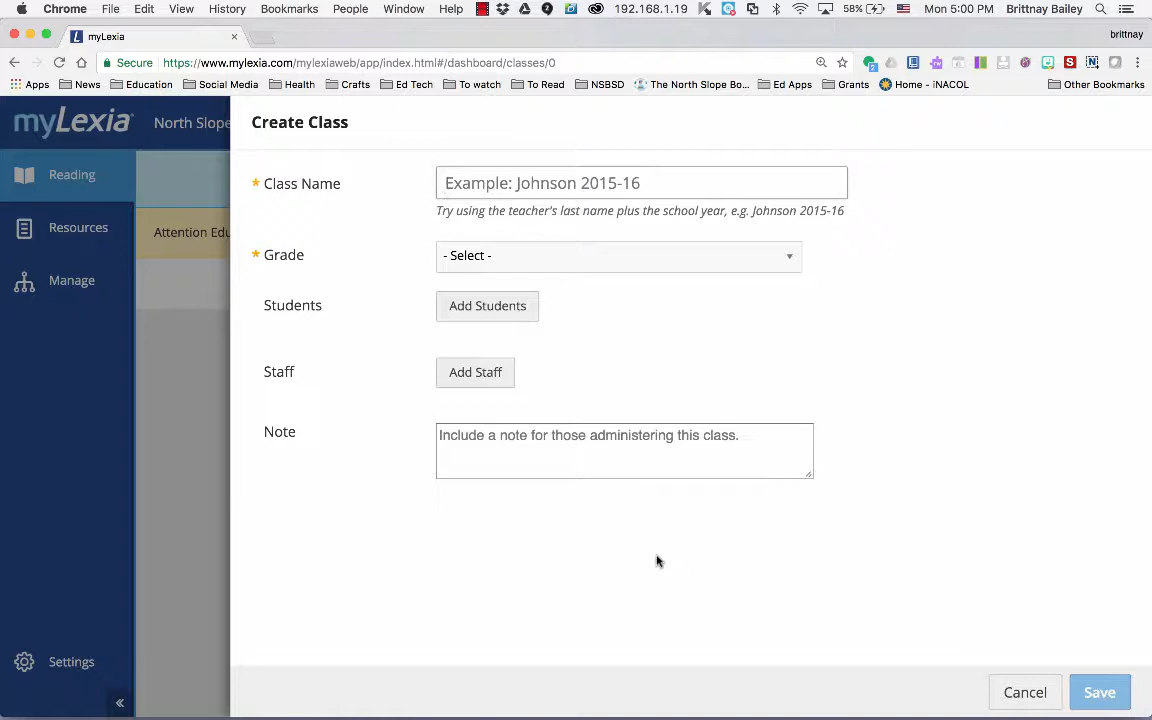 Chrome File Edit View History Bookmarks People Window Help 192.168.1.19 58% Mon 5:00 PM Brittnay Bailey
myLexia × brittnay
Secure https://www.mylexia.com/mylexiaweb/app/index.html#/dashboard/classes/0
Apps News Education Social Media Health Crafts Ed Tech To watch To Read NSBSD The North Slope Bo... Ed Apps Grants Home - iNACOL Other Bookmarks
myLexia North Slope
Create Class
Reading
Resources
Manage
Attention Edu
* Class Name
Example: Johnson 2015-16
Try using the teacher's last name plus the school year, e.g. Johnson 2015-16
* Grade
- Select -
Students
Add Students
Staff
Add Staff
Note
Include a note for those administering this class.
Settings
«
Cancel Save